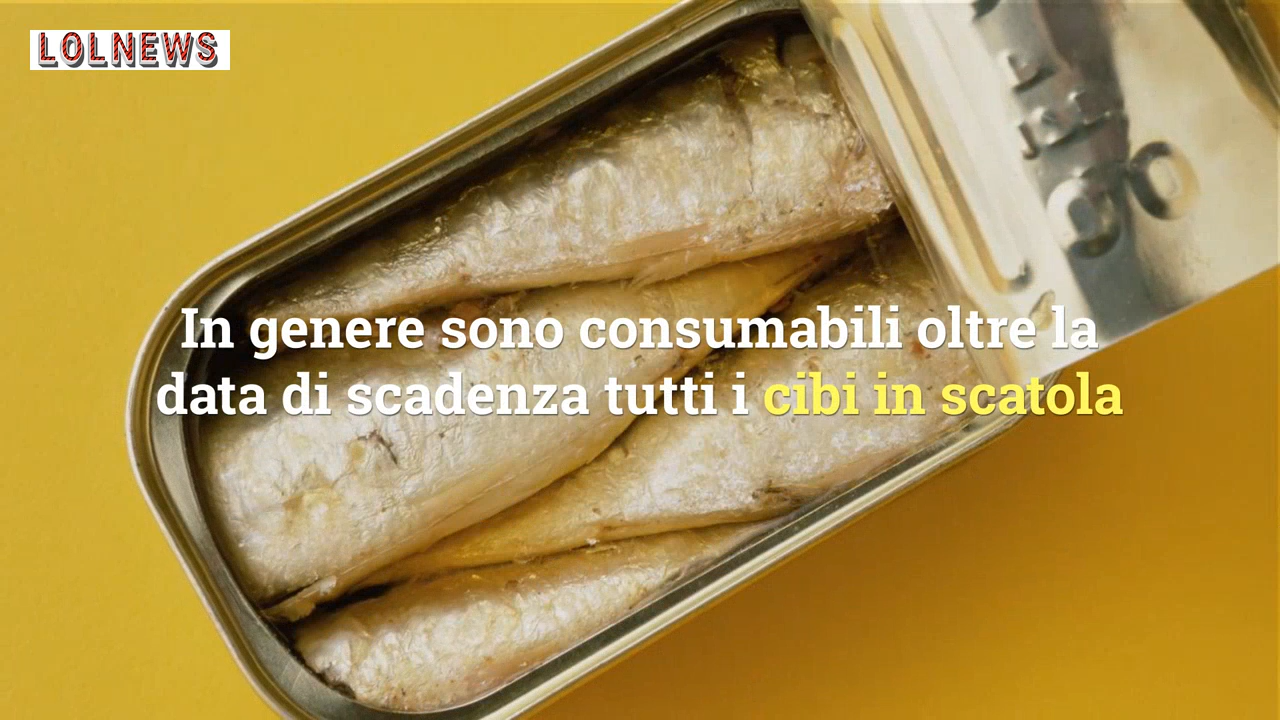 LOLNEWS
In genere sono consumabili oltre la
data di scadenza tutti i cibi in scatola